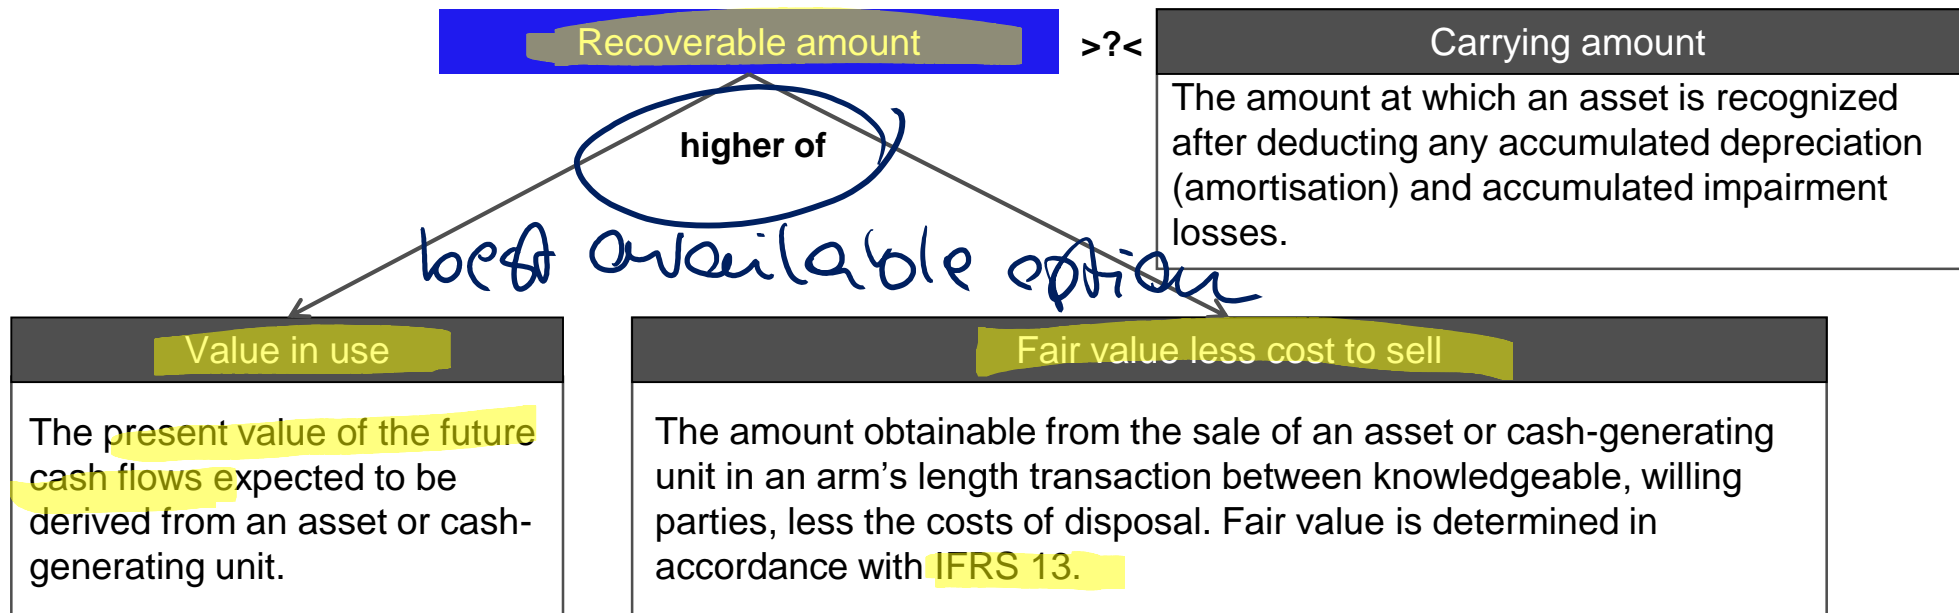 Recoverable amount
>?<
Carrying amount
The amount at which an asset is recognized
after deducting any accumulated depreciation
(amortisation) and accumulated impairment
losses.
higher of
best available option
Value in use
The present value of the future
cash flows expected to be
derived from an asset or cash-
generating unit.
Fair value less cost to sell
The amount obtainable from the sale of an asset or cash-generating
unit in an arm's length transaction between knowledgeable, willing
parties, less the costs of disposal. Fair value is determined in
accordance with IFRS 13.